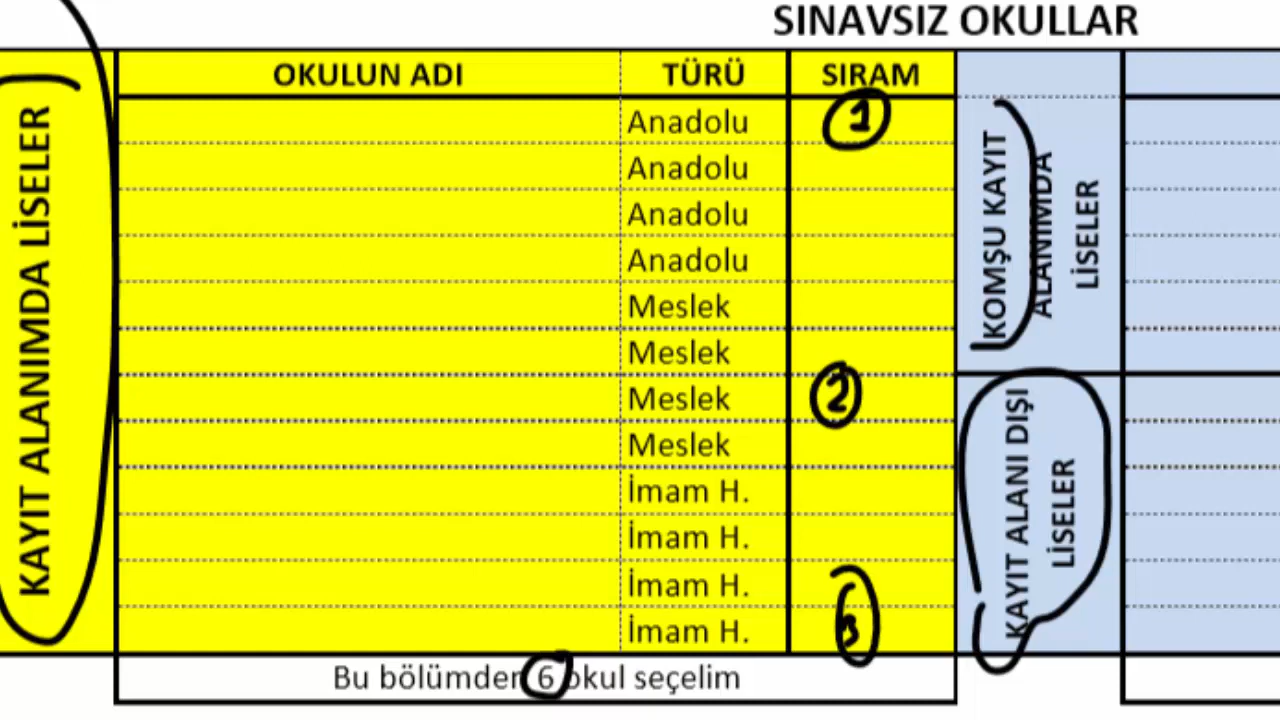 SINAVSIZ OKULLAR
KAYIT ALANIMDA LİSELER
OKULUN ADI TÜRÜ SIRAM
Anadolu 1
Anadolu
Anadolu
Anadolu
Meslek
Meslek
Meslek 2
Meslek
İmam H.
İmam H.
İmam H.
İmam H. 3
Bu bölümden 6 okul seçelim
KOMŞU KAYIT
ALANIMDA
LİSELER
KAYIT ALANI DIŞI
LİSELER